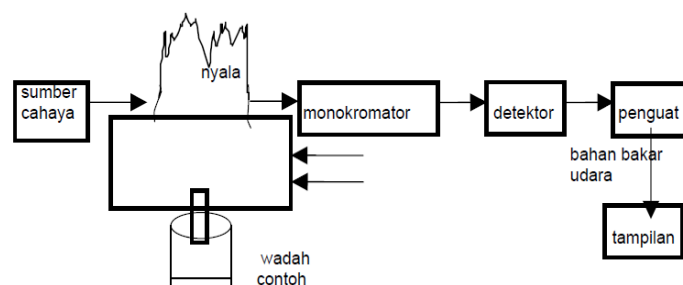 nyala
sumber
cahaya
monokromator
detektor
penguat
bahan bakar
udara
tampilan
wadah
contoh